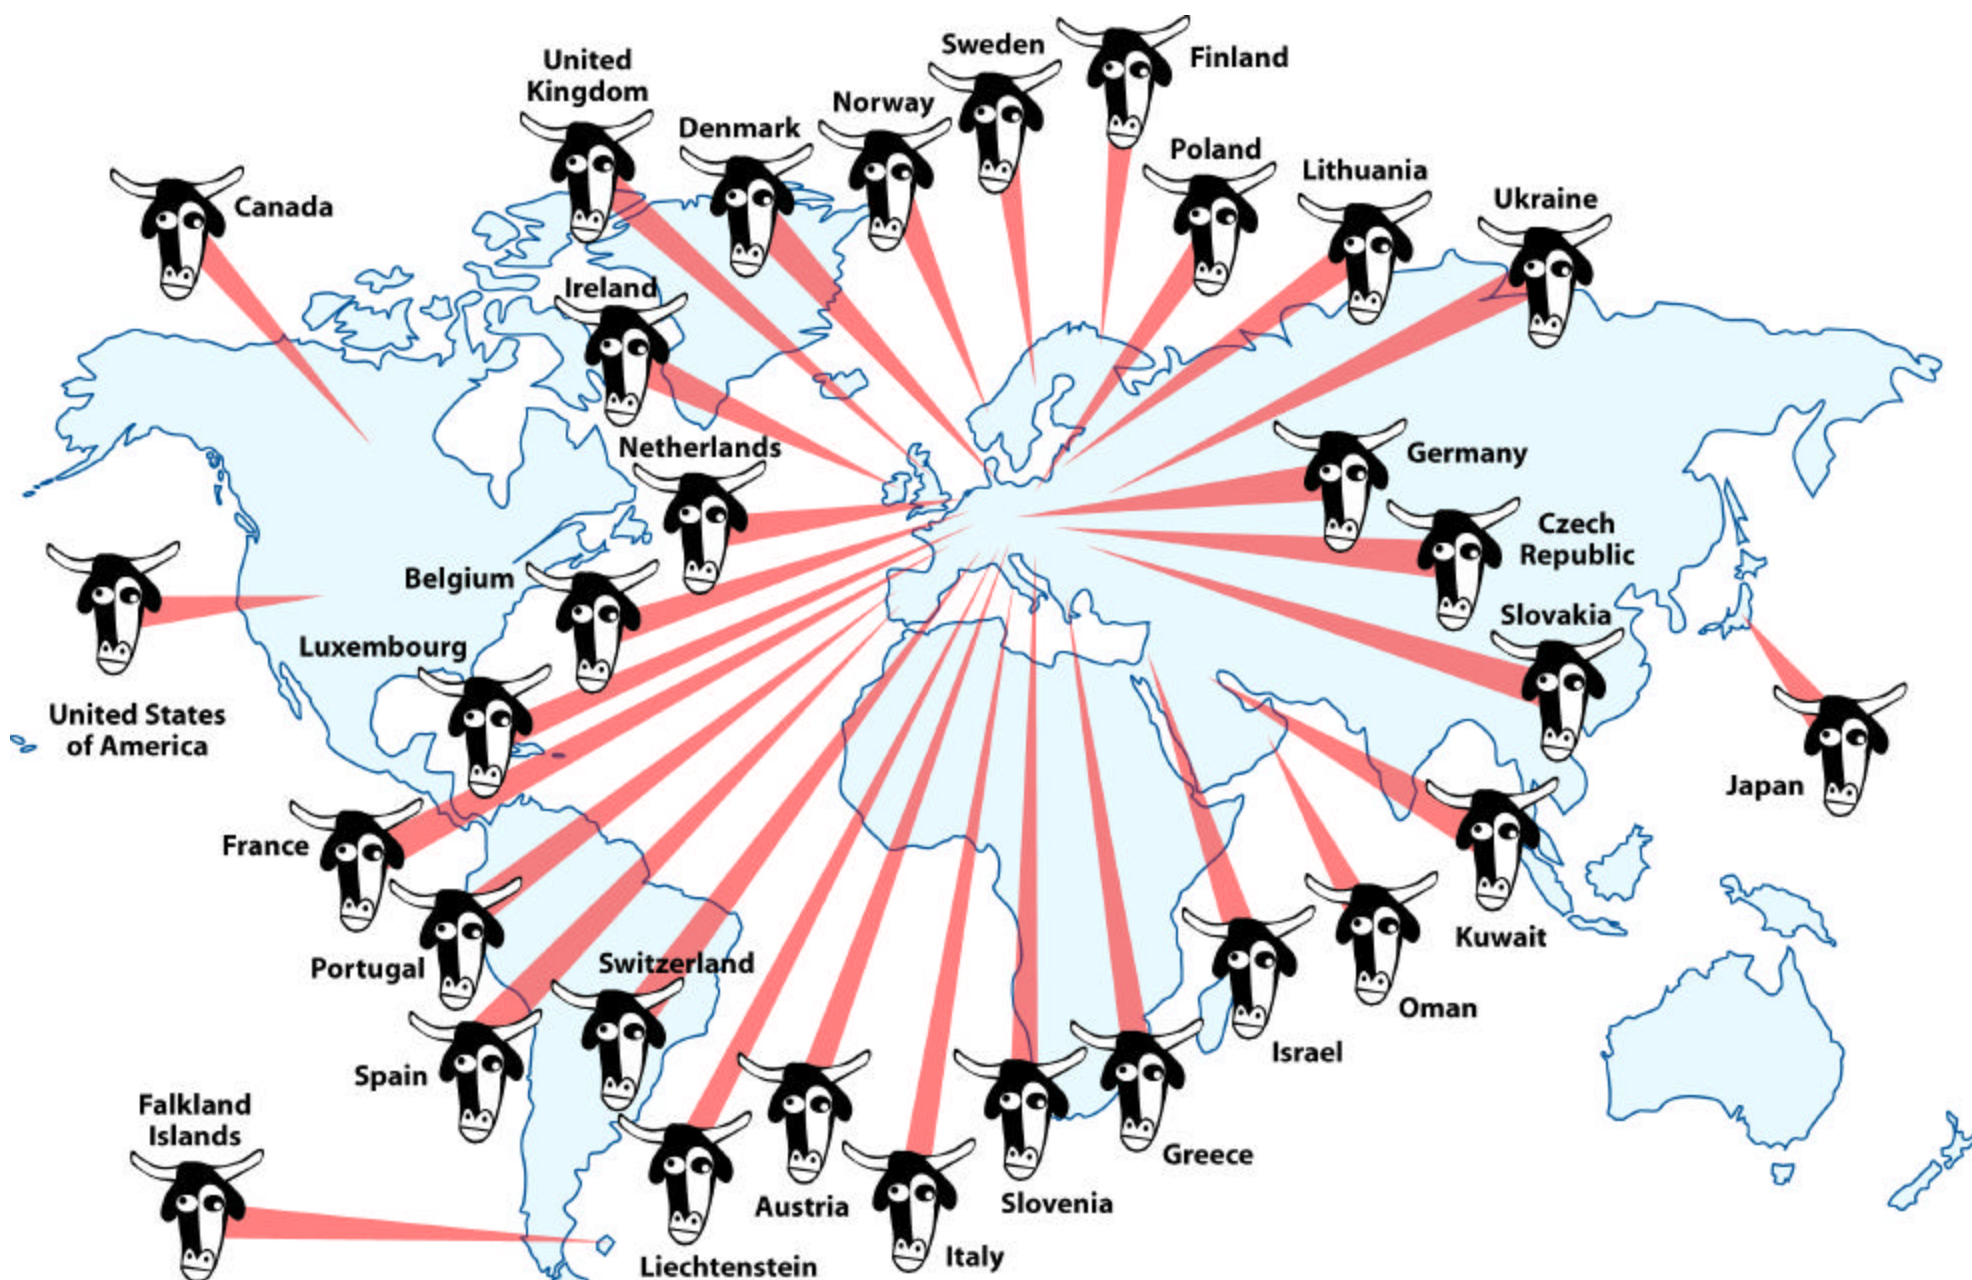 Sweden
Finland
United
Kingdom
Norway
Denmark
Poland
Lithuania
Ukraine
Canada
Ireland
Netherlands
Germany
Czech
Republic
Belgium
Slovakia
Luxembourg
United States
of America
Japan
France
Kuwait
Switzerland
Portugal
Oman
Israel
Spain
Falkland
Islands
Greece
Slovenia
Austria
Italy
Liechtenstein